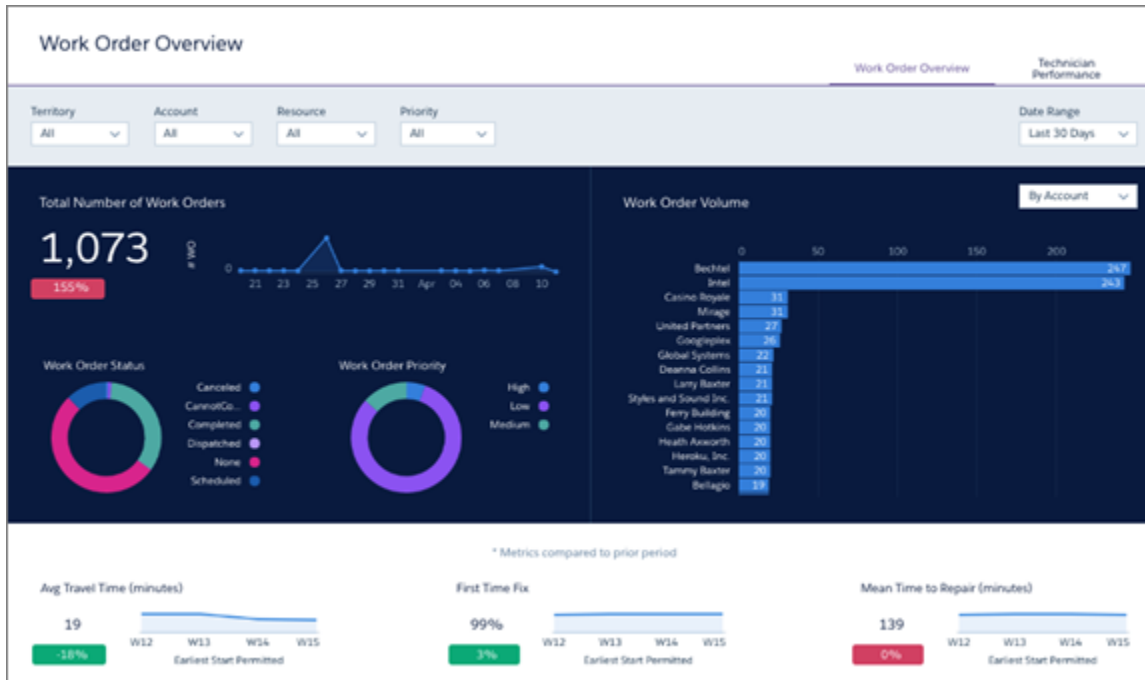 Work Order Overview
Work Order Overview
Technician
Performance
Territory
Account
Resource
Priority
Date Range
All
All
All
All
Last 30 Days
Total Number of Work Orders
1,073
155%
# WO
0
21 23 25 27 29 31 Apr 04 06 08 10
Work Order Status
Canceled
CannotCo...
Completed
Dispatched
None
Scheduled
Work Order Priority
High
Low
Medium
Work Order Volume
By Account
0 50 100 150 200
Bechtel 247
Intel 243
Casino Royale 31
Mirage 31
United Partners 27
Googleplex 26
Global Systems 22
Deanna Collins 21
Larry Baxter 21
Styles and Sound Inc. 21
Ferry Building 20
Gabe Hotkins 20
Heath Axworth 20
Heroku, Inc. 20
Tammy Baxter 20
Bellagio 19
* Metrics compared to prior period
Avg Travel Time (minutes)
19
-18%
W12 W13 W14 W15
Earliest Start Permitted
First Time Fix
99%
3%
W12 W13 W14 W15
Earliest Start Permitted
Mean Time to Repair (minutes)
139
0%
W12 W13 W14 W15
Earliest Start Permitted